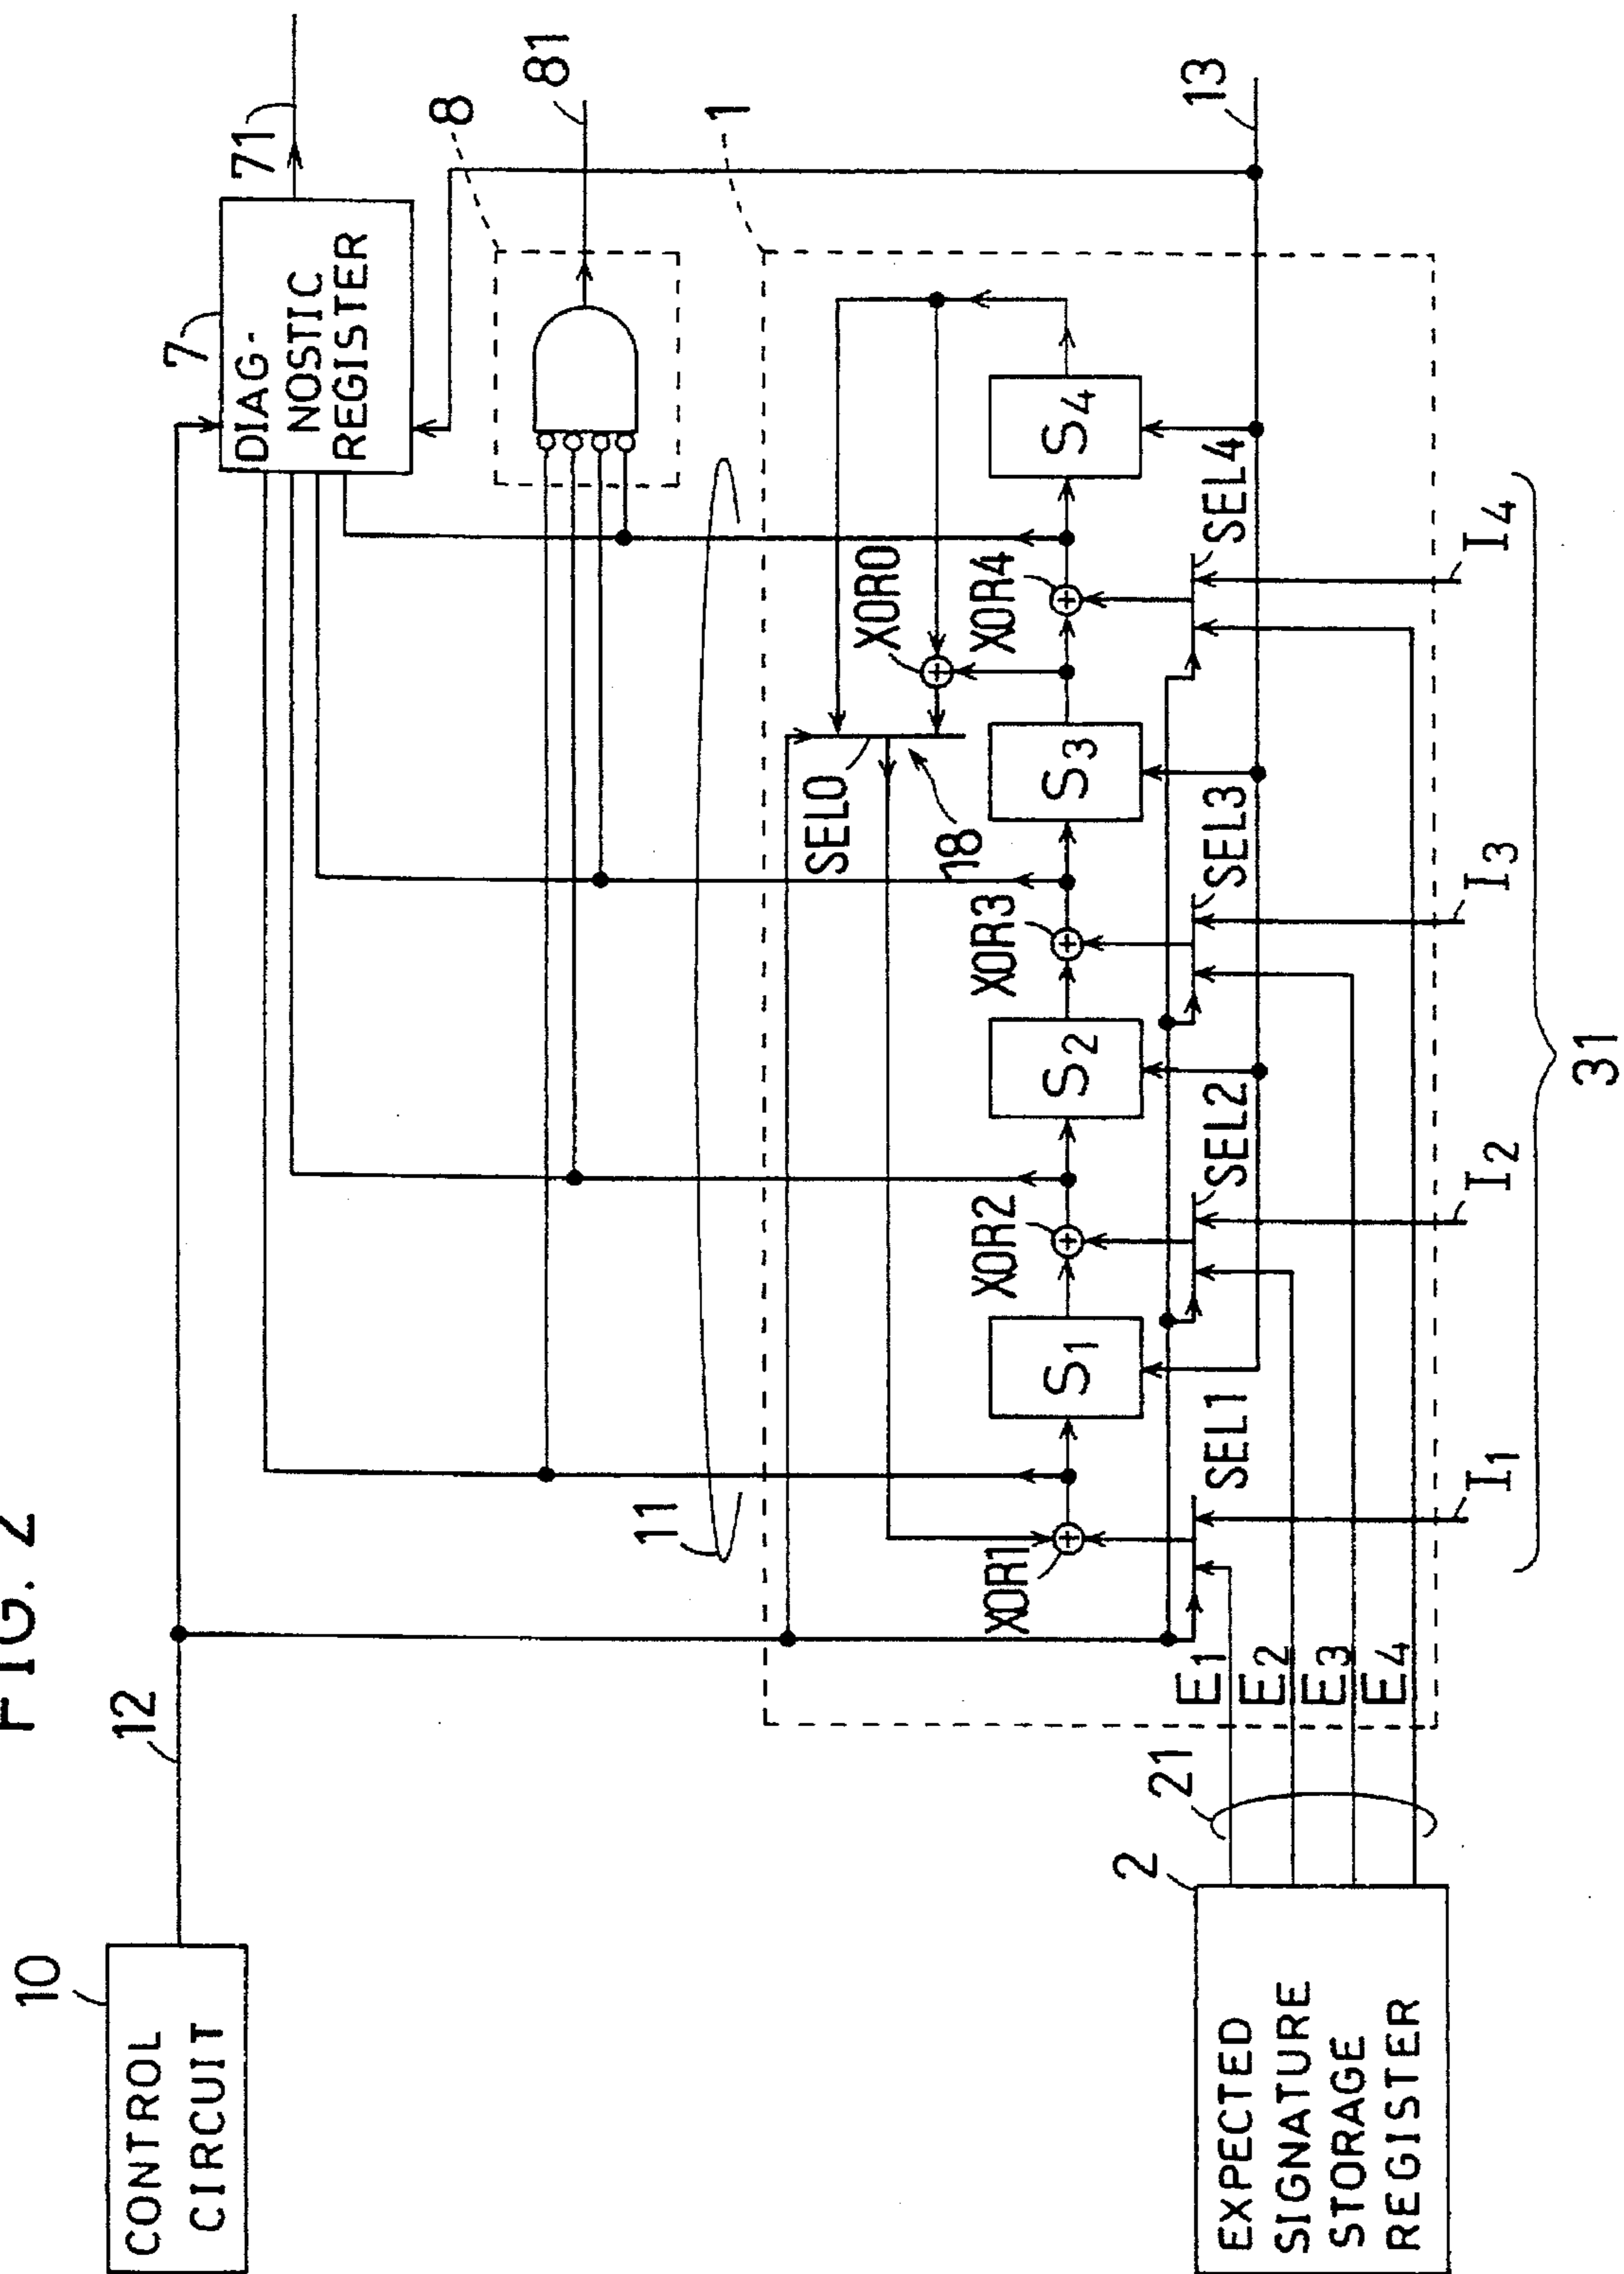 FIG. 2
10
CONTROL
CIRCUIT
12
7
DIAG-
NOSTIC
REGISTER
71
8
81
11
1
SEL0
18
XOR0
XOR1
XOR2
XOR3
XOR4
S1
S2
S3
S4
13
SEL1
SEL2
SEL3
SEL4
E1
E2
E3
E4
21
2
EXPECTED
SIGNATURE
STORAGE
REGISTER
I1
I2
I3
I4
31